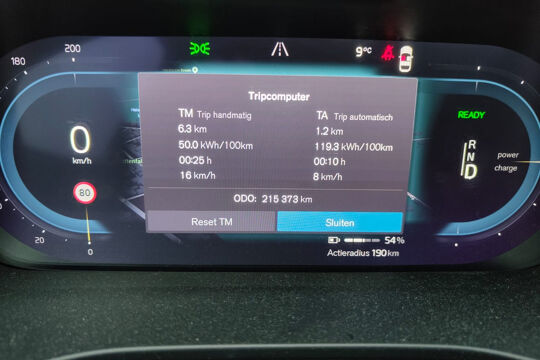 180
200
9°C
Tripcomputer
TM Trip handmatig
TA Trip automatisch
6.3 km
1.2 km
50.0 kWh/100km
119.3 kWh/100km
00:25 h
00:10 h
16 km/h
8 km/h
ODO: 215 373 km
Reset TM
Sluiten
0
km/h
80
20
0
READY
R
N
D
power
charge
54 %
Actieradius 190 km